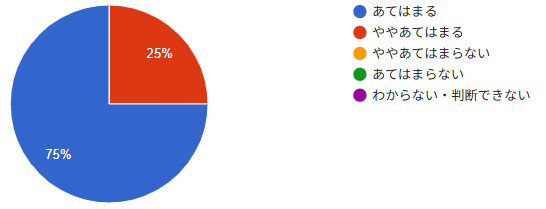 25%
75%
あてはまる
ややあてはまる
ややあてはまらない
あてはまらない
わからない・判断できない